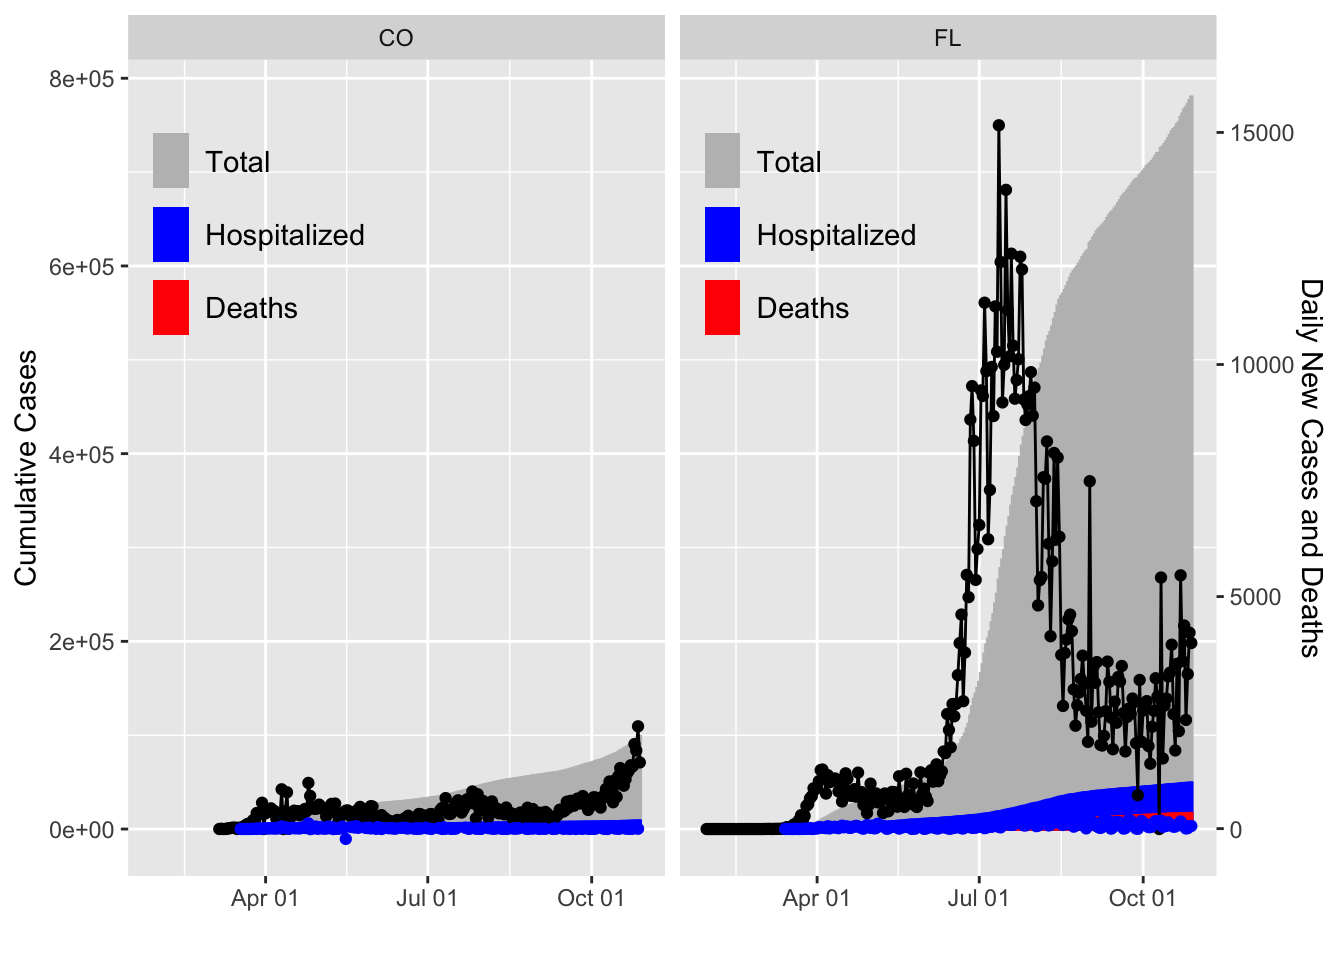 CO
FL
8e+05
6e+05
4e+05
2e+05
0e+00
Cumulative Cases
Total
Hospitalized
Deaths
Total
Hospitalized
Deaths
15000
10000
5000
0
Daily New Cases and Deaths
Apr 01
Jul 01
Oct 01
Apr 01
Jul 01
Oct 01